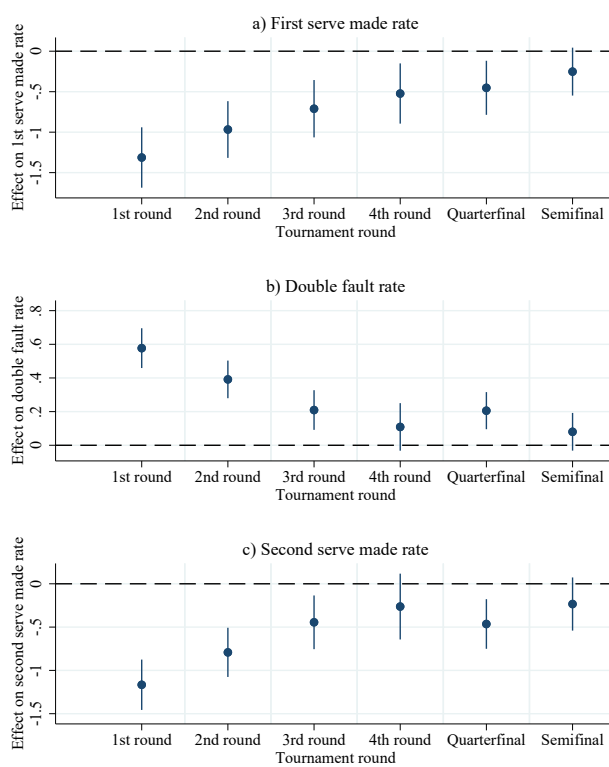 a) First serve made rate
Effect on 1st serve made rate
0
-.5
-1
-1.5
1st round 2nd round 3rd round 4th round Quarterfinal Semifinal
Tournament round
b) Double fault rate
Effect on double fault rate
.8
.6
.4
.2
0
1st round 2nd round 3rd round 4th round Quarterfinal Semifinal
Tournament round
c) Second serve made rate
Effect on second serve made rate
0
-.5
-1
-1.5
1st round 2nd round 3rd round 4th round Quarterfinal Semifinal
Tournament round